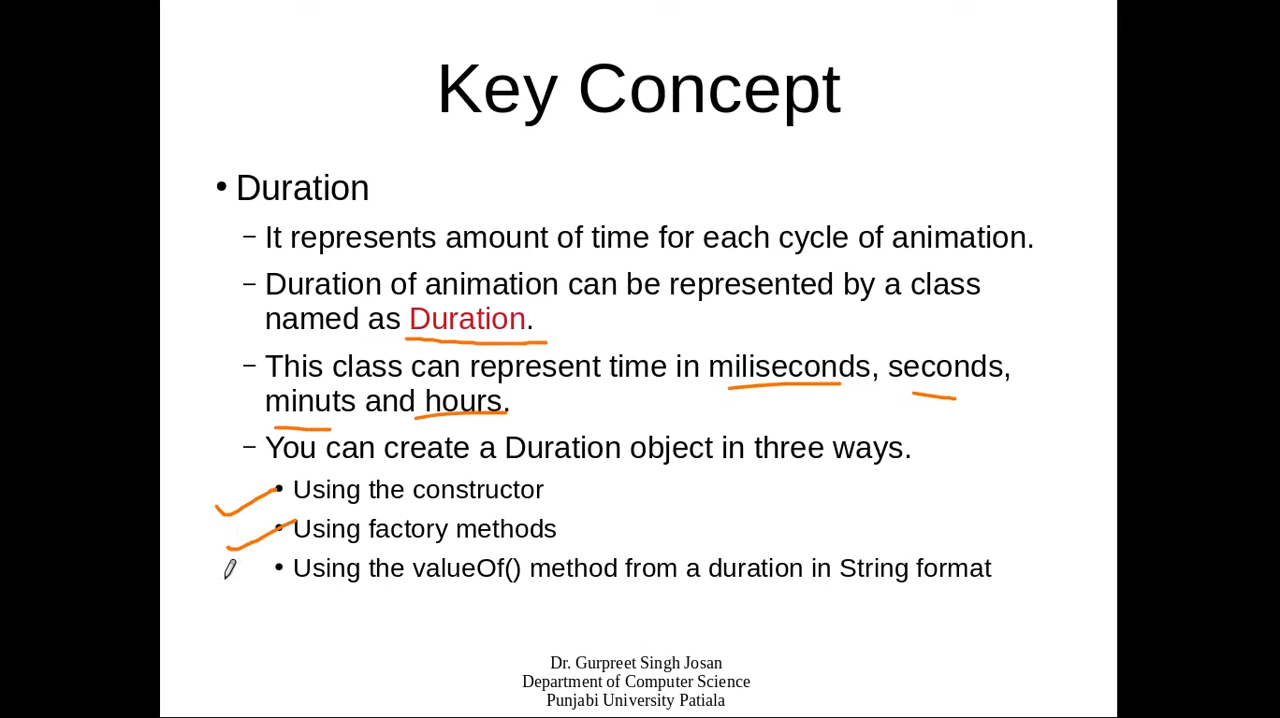 Key Concept
• Duration
– It represents amount of time for each cycle of animation.
– Duration of animation can be represented by a class
named as Duration.
– This class can represent time in miliseconds, seconds,
minuts and hours.
– You can create a Duration object in three ways.
• Using the constructor
• Using factory methods
• Using the valueOf() method from a duration in String format
Dr. Gurpreet Singh Josan
Department of Computer Science
Punjabi University Patiala